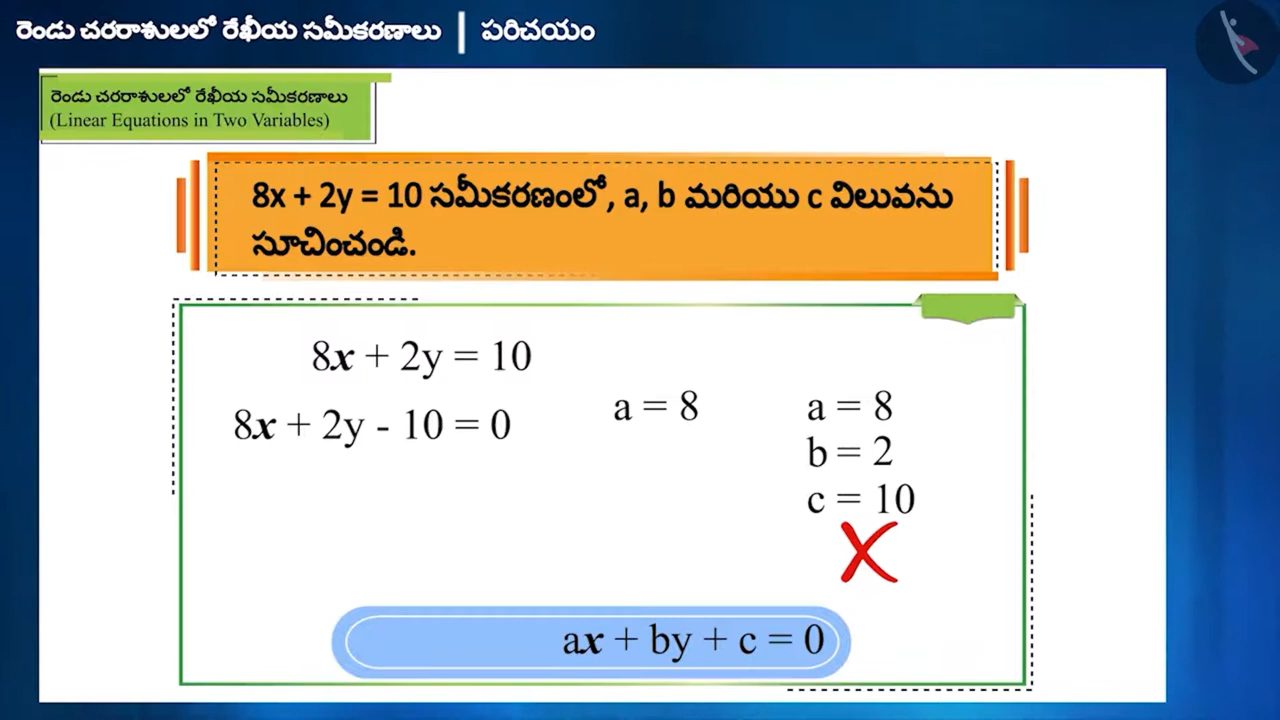 రెండు చరరాశులలో రేఖీయ సమీకరణాలు | పరిచయం
రెండు చరరాశులలో రేఖీయ సమీకరణాలు
(Linear Equations in Two Variables)
8x + 2y = 10 సమీకరణంలో, a, b మరియు c విలువను
సూచించండి.
8x + 2y = 10
8x + 2y - 10 = 0
a = 8
a = 8
b = 2
c = 10
ax + by + c = 0